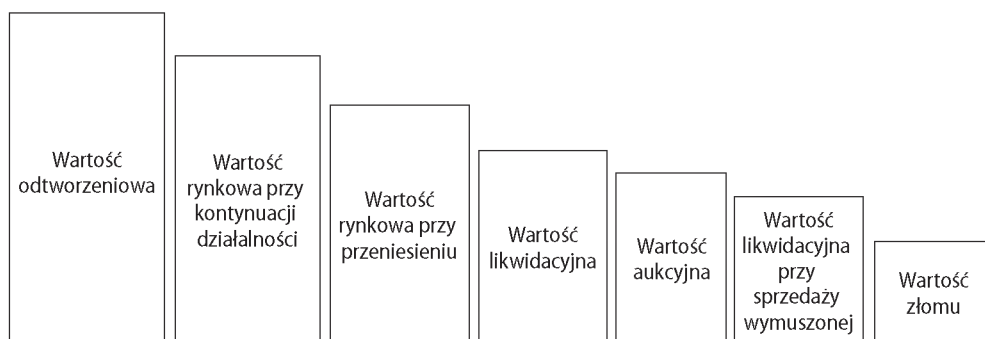 Wartość
odtworzeniowa
Wartość
rynkowa przy
kontynuacji
działalności
Wartość
rynkowa przy
przeniesieniu
Wartość
likwidacyjna
Wartość
aukcyjna
Wartość
likwidacyjna
przy
sprzedaży
wymuszonej
Wartość
złomu